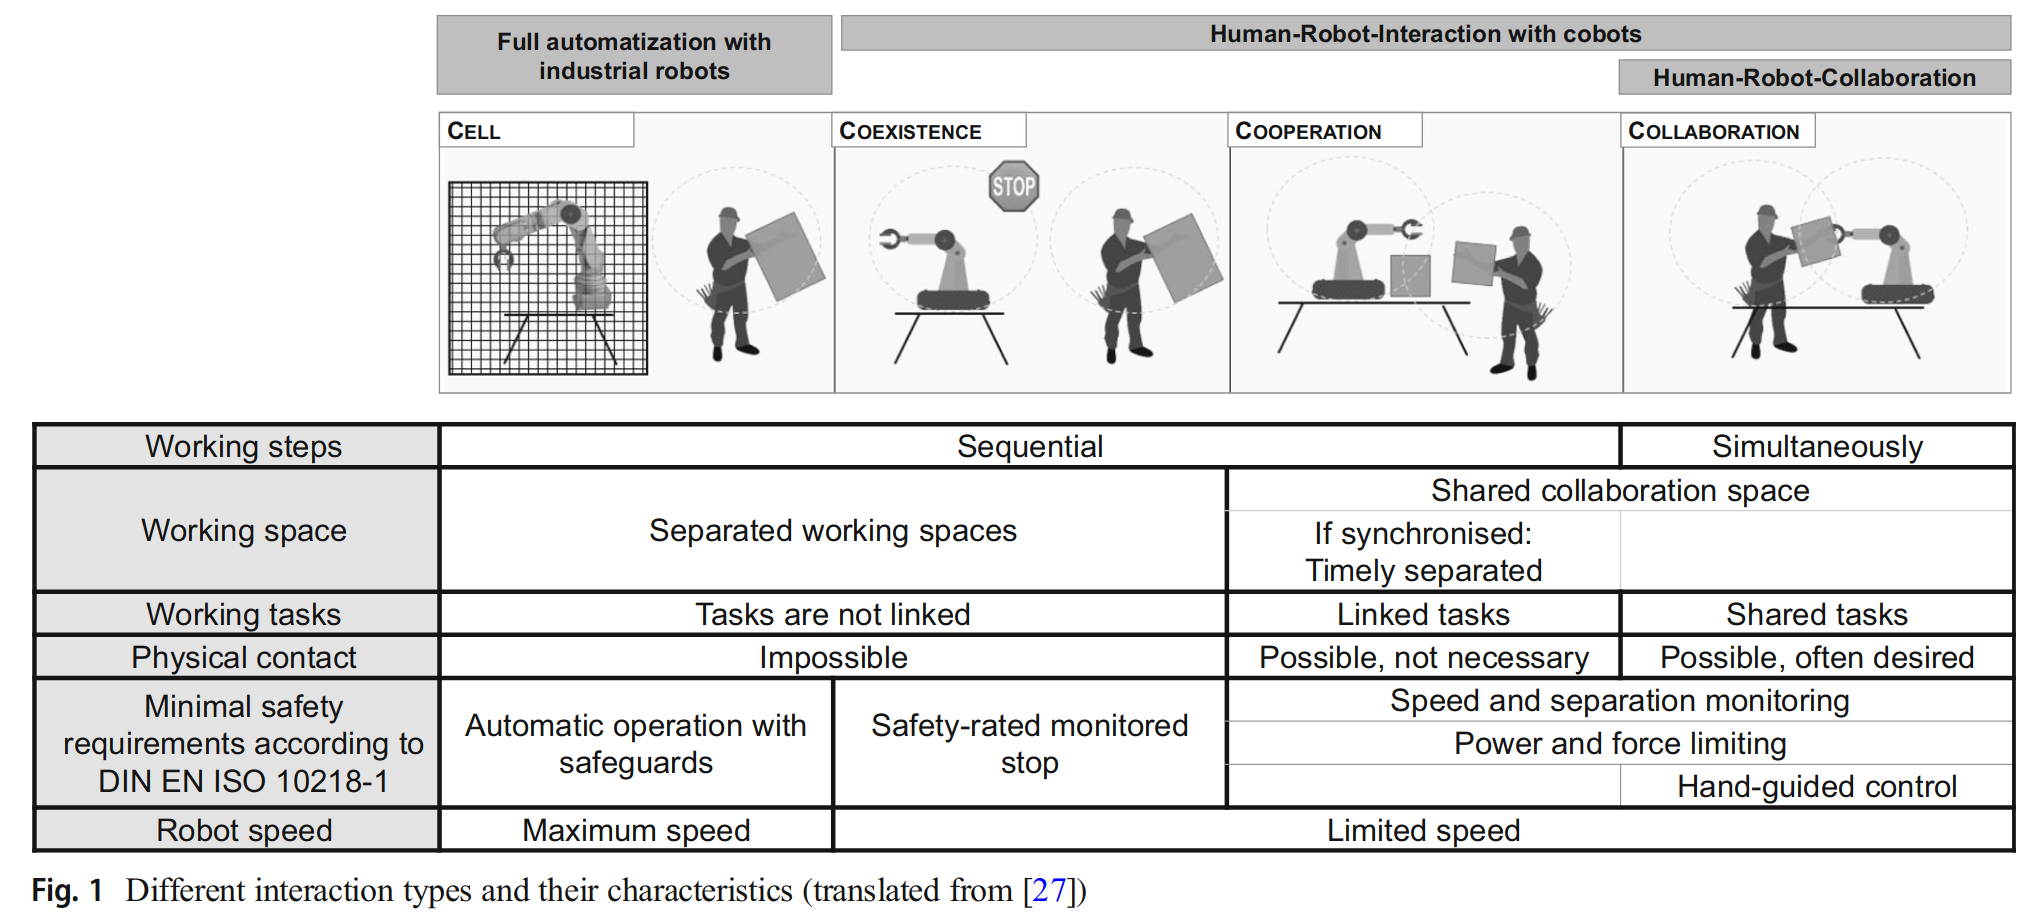 Full automatization with
industrial robots
Human-Robot-Interaction with cobots
Human-Robot-Collaboration
CELL
COEXISTENCE
COOPERATION
COLLABORATION
STOP
Working steps
Sequential
Simultaneously
Working space
Separated working spaces
Shared collaboration space
If synchronised:
Timely separated
Working tasks
Tasks are not linked
Linked tasks
Shared tasks
Physical contact
Impossible
Possible, not necessary
Possible, often desired
Minimal safety
requirements according to
DIN EN ISO 10218-1
Automatic operation with
safeguards
Safety-rated monitored
stop
Speed and separation monitoring
Power and force limiting
Hand-guided control
Robot speed
Maximum speed
Limited speed
Fig. 1 Different interaction types and their characteristics (translated from [27])